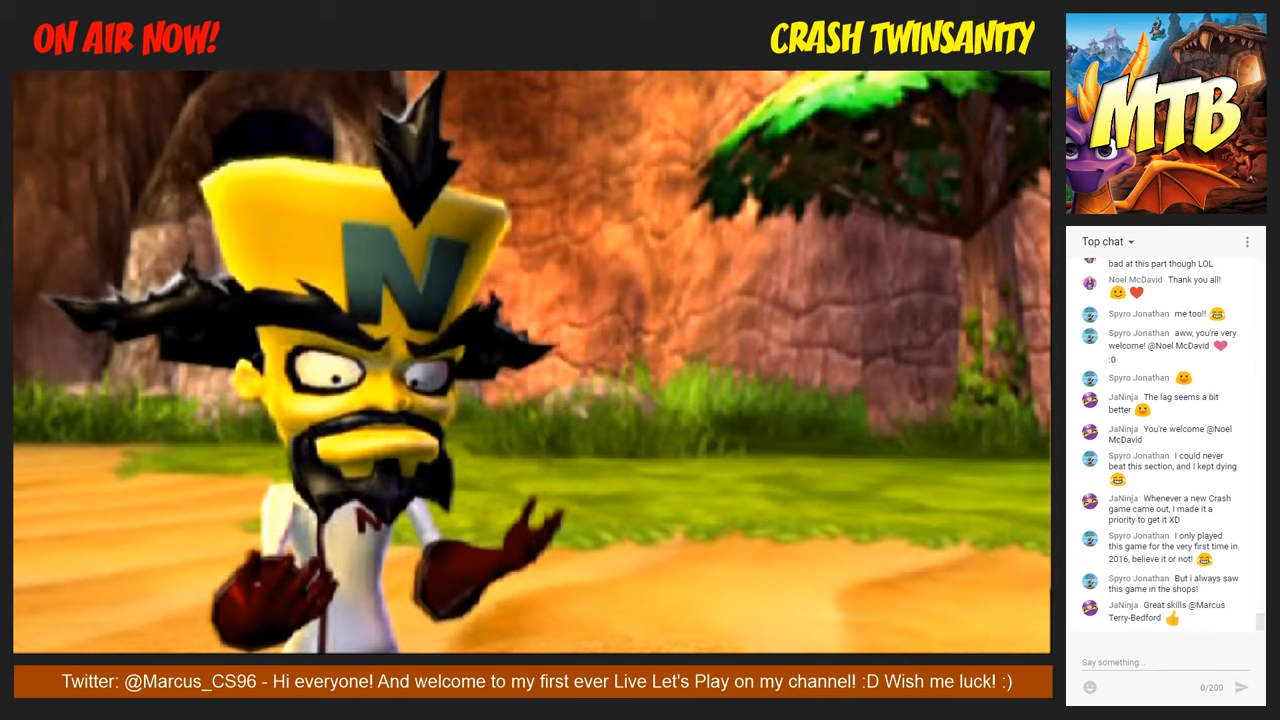 ON AIR NOW!
CRASH TWINSANITY
MTB
N
N
Top chat
bad at this part though LOL
Noel McDavid Thank you all!
Spyro Jonathan me too!!
Spyro Jonathan aww, you're very
welcome! @Noel McDavid
:0
Spyro Jonathan
JaNinja The lag seems a bit
better
JaNinja You're welcome @Noel
McDavid
Spyro Jonathan I could never
beat this section, and I kept dying
JaNinja Whenever a new Crash
game came out, I made it a
priority to get it XD
Spyro Jonathan I only played
this game for the very first time in
2016, believe it or not!
Spyro Jonathan But i always saw
this game in the shops!
JaNinja Great skills @Marcus
Terry-Bedford
Say something...
0/200
Twitter: @Marcus_CS96 - Hi everyone! And welcome to my first ever Live Let's Play on my channel! :D Wish me luck! :)